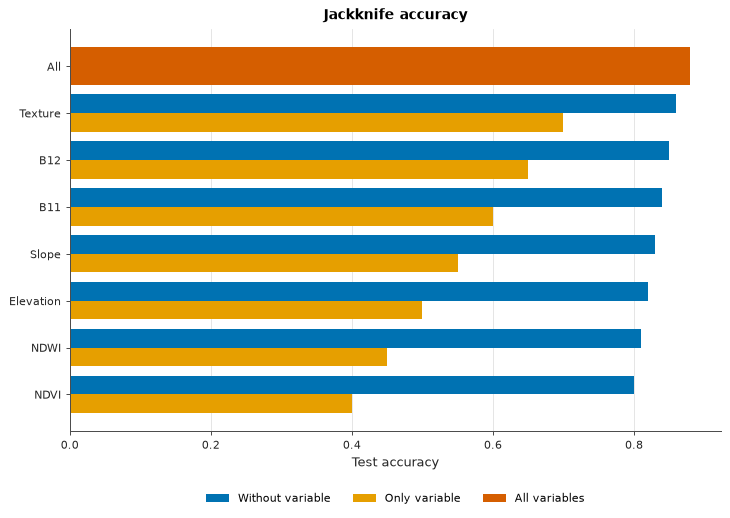 Jackknife accuracy
All
Texture
B12
B11
Slope
Elevation
NDWI
NDVI
0.0 0.2 0.4 0.6 0.8
Test accuracy
Without variable Only variable All variables